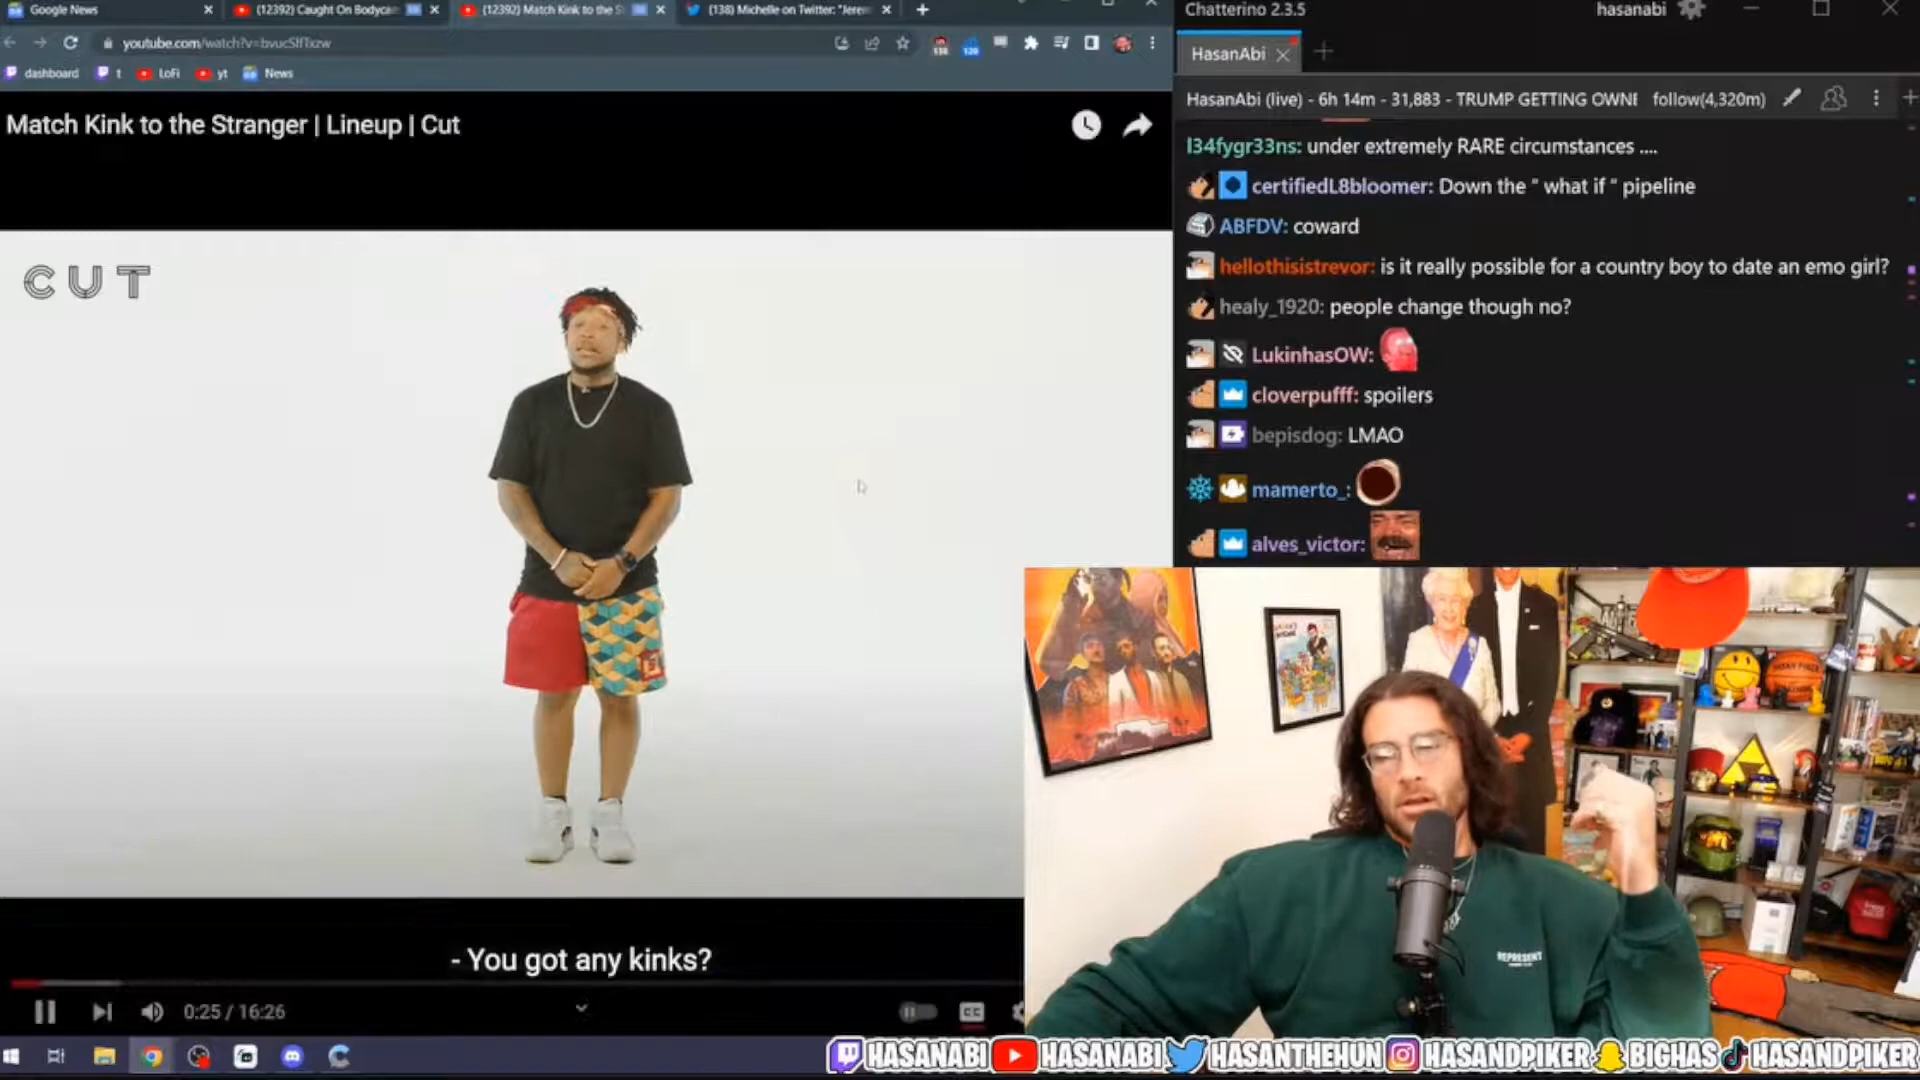 Google News
(12392) Caught On Bodycam
(12392) Match Kink to the S
(138) Michelle on Twitter: "Jerem
youtube.com/watch?v=bvucSlfTxzw
dashboard
t
LoFi
yt
News
Match Kink to the Stranger | Lineup | Cut
CUT
- You got any kinks?
0:25 / 16:26
CC
Chatterino 2.3.5
hasanabi
HasanAbi
HasanAbi (live) - 6h 14m - 31,883 - TRUMP GETTING OWNE
follow(4,320m)
l34fygr33ns: under extremely RARE circumstances ....
certifiedL8bloomer: Down the " what if " pipeline
ABFDV: coward
hellothisistrevor: is it really possible for a country boy to date an emo girl?
healy_1920: people change though no?
LukinhasOW:
cloverpufff: spoilers
bepisdog: LMAO
mamerto_:
alves_victor:
REPRESENT
HASANABI
HASANABI
HASANTHEHUN
HASANDPIKER
BIGHAS
HASANDPIKER